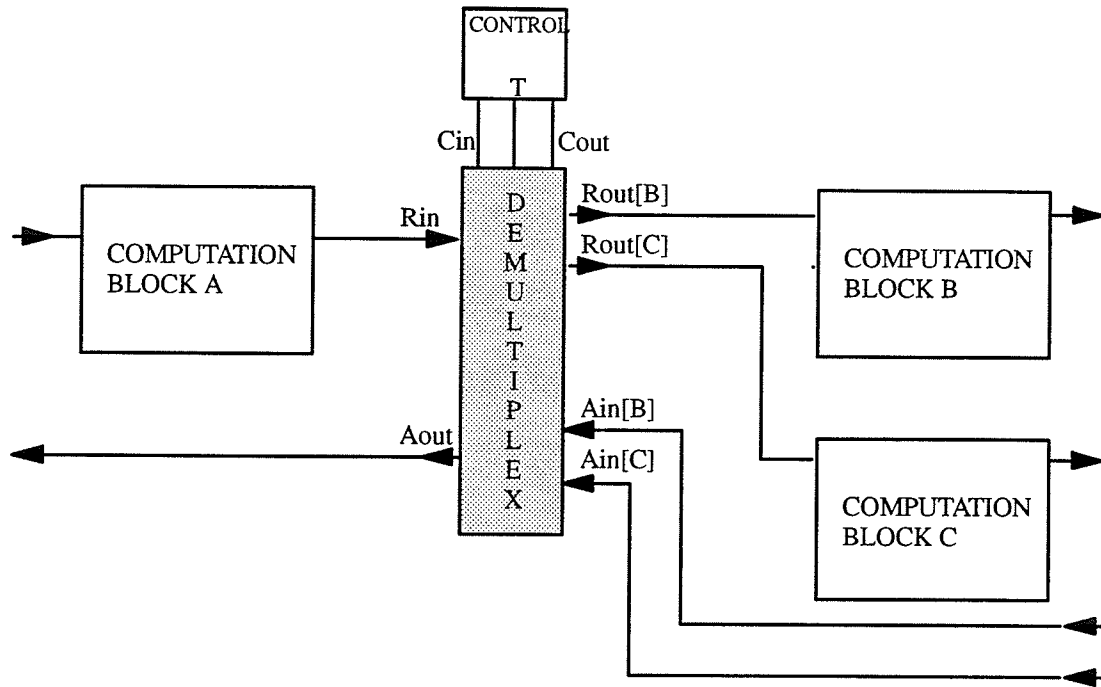 CONTROL
T
Cin
Cout
COMPUTATION
BLOCK A
Rin
DEMULTIPLEX
Rout[B]
Rout[C]
COMPUTATION
BLOCK B
Aout
Ain[B]
Ain[C]
COMPUTATION
BLOCK C